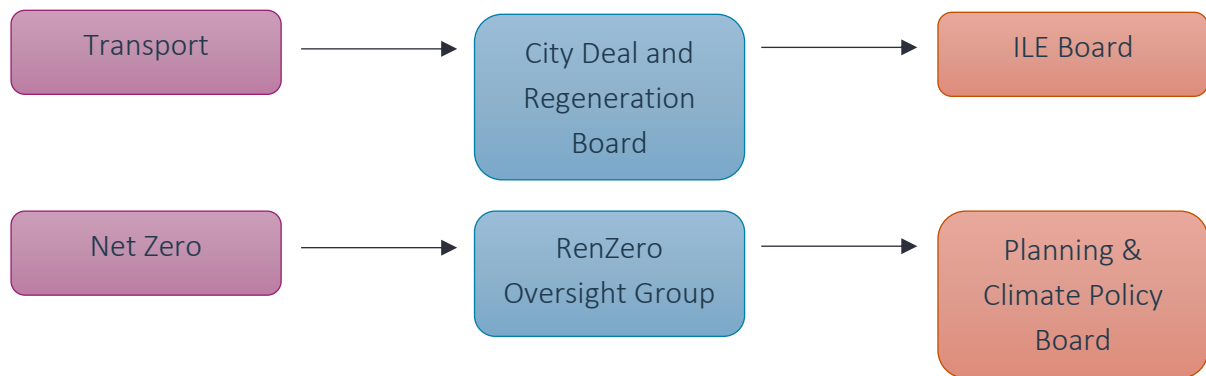 Transport
City Deal and
Regeneration
Board
ILE Board
Net Zero
RenZero
Oversight Group
Planning &
Climate Policy
Board